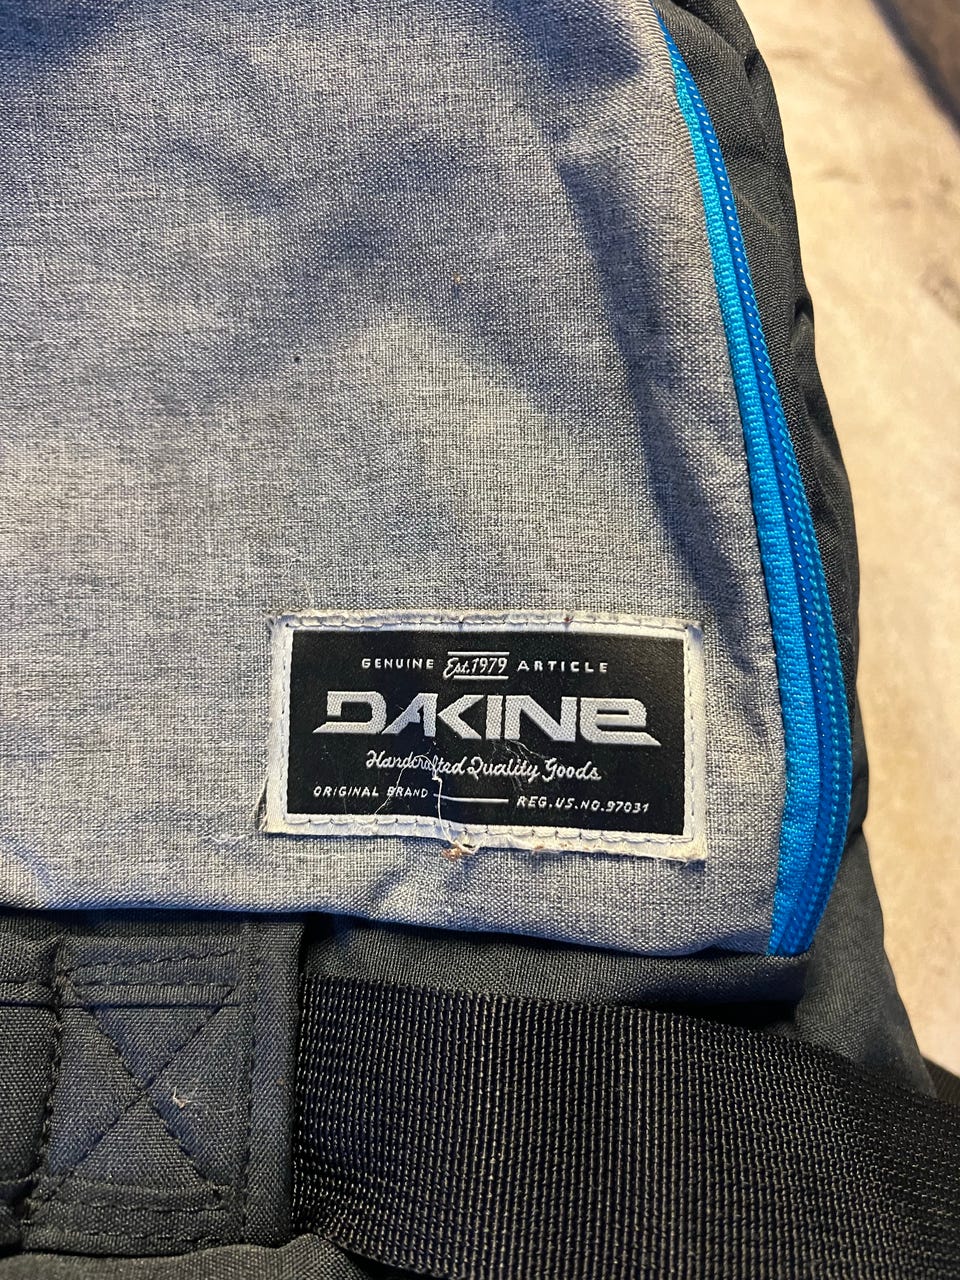 GENUINE Est.1979 ARTICLE
DAKINE
Handcrafted Quality Goods
ORIGINAL BRAND REG.US.NO.97031